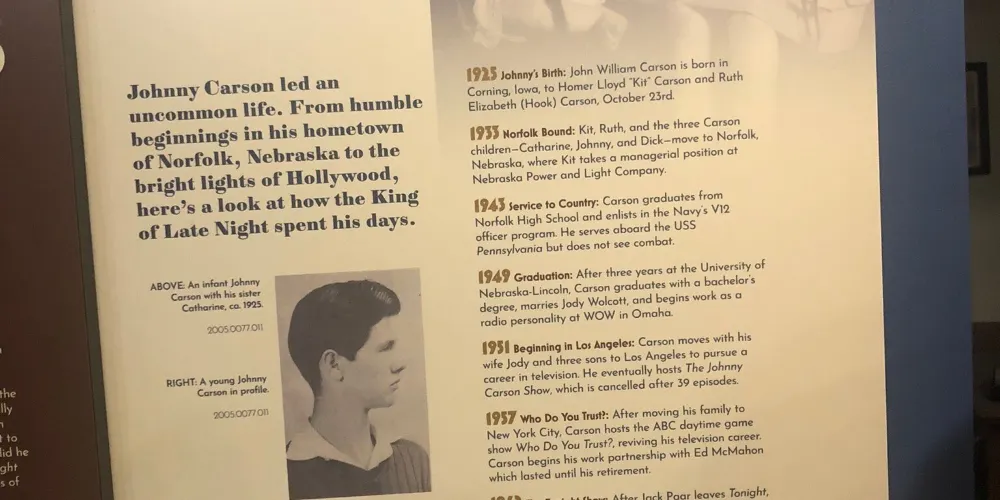 Johnny Carson led an
uncommon life. From humble
beginnings in his hometown
of Norfolk, Nebraska to the
bright lights of Hollywood,
here's a look at how the King
of Late Night spent his days.
ABOVE: An infant Johnny
Carson with his sister
Catharine, ca. 1925.
2005.0077.011
RIGHT: A young Johnny
Carson in profile.
2005.0077.011
1925 Johnny's Birth: John William Carson is born in
Corning, Iowa, to Homer Lloyd "Kit" Carson and Ruth
Elizabeth (Hook) Carson, October 23rd.
1933 Norfolk Bound: Kit, Ruth, and the three Carson
children—Catharine, Johnny, and Dick—move to Norfolk,
Nebraska, where Kit takes a managerial position at
Nebraska Power and Light Company.
1943 Service to Country: Carson graduates from
Norfolk High School and enlists in the Navy's V12
officer program. He serves aboard the USS
Pennsylvania but does not see combat.
1949 Graduation: After three years at the University of
Nebraska-Lincoln, Carson graduates with a bachelor's
degree, marries Jody Wolcott, and begins work as a
radio personality at WOW in Omaha.
1951 Beginning in Los Angeles: Carson moves with his
wife Jody and three sons to Los Angeles to pursue a
career in television. He eventually hosts The Johnny
Carson Show, which is cancelled after 39 episodes.
1957 Who Do You Trust?: After moving his family to
New York City, Carson hosts the ABC daytime game
show Who Do You Trust?, reviving his television career.
Carson begins his work partnership with Ed McMahon
which lasted until his retirement.
After Jack Paar leaves Tonight,
the
to
he
of